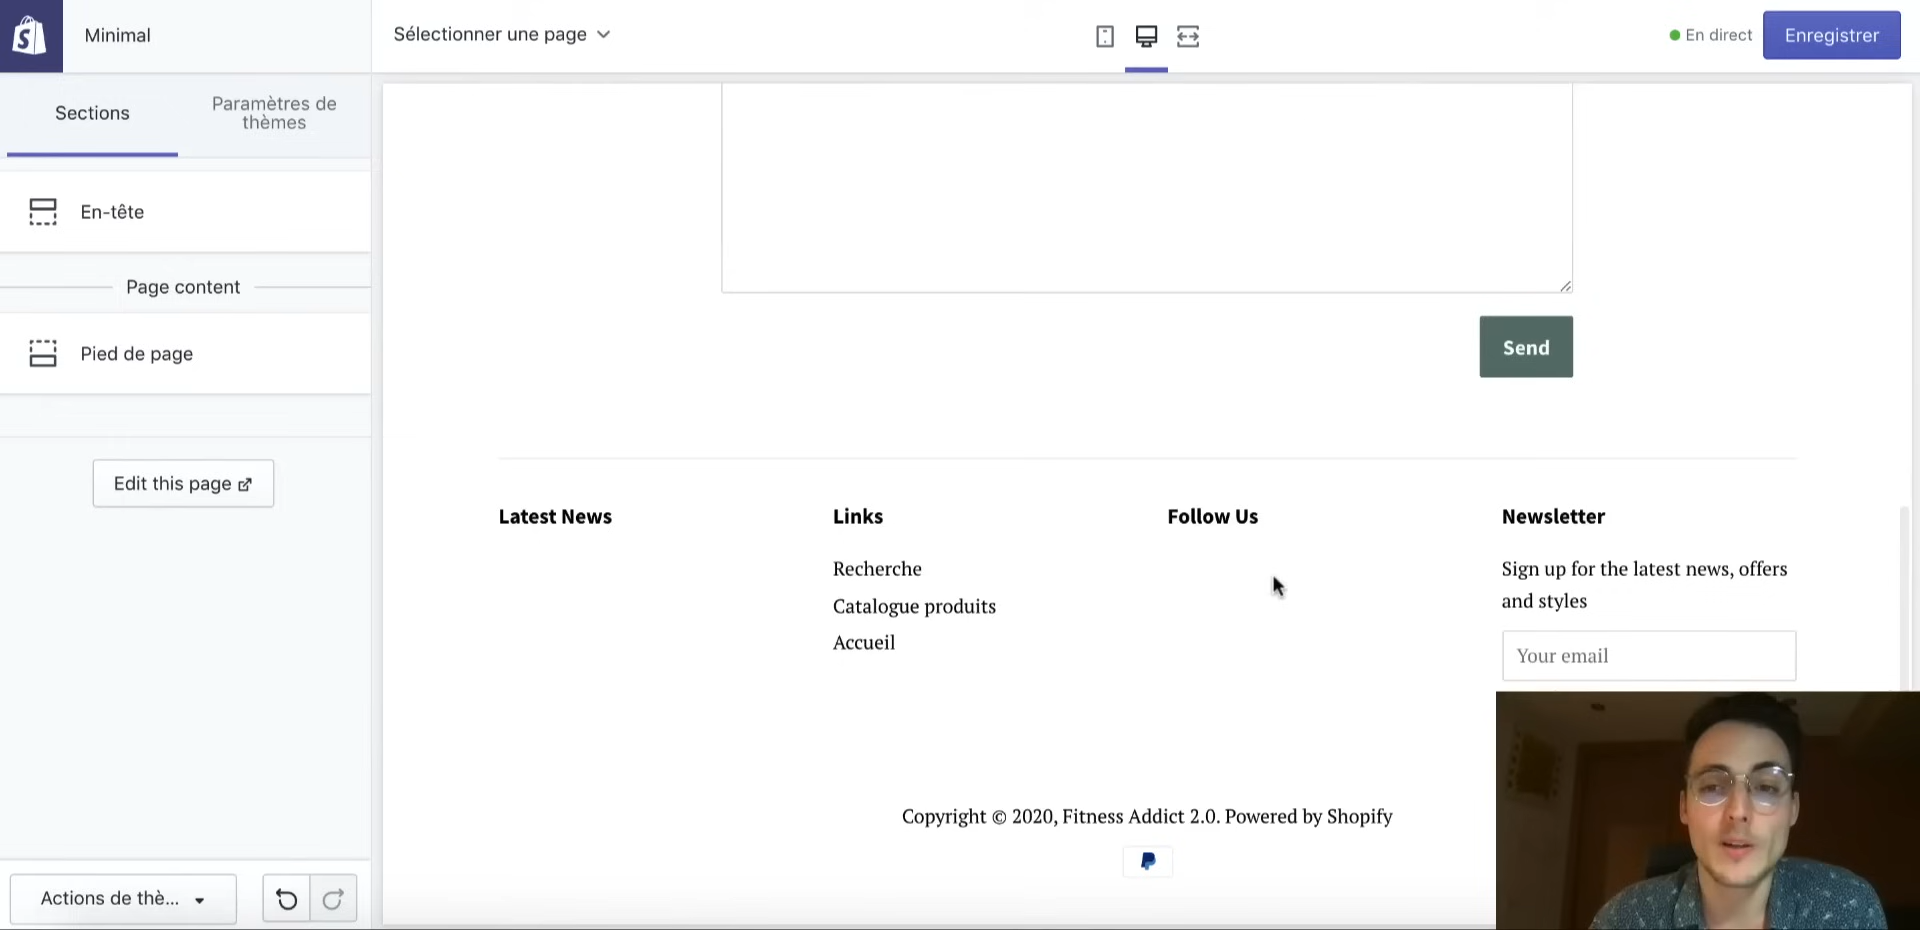 Minimal
Sélectionner une page
En direct
Enregistrer
Sections
Paramètres de
thèmes
En-tête
Page content
Pied de page
Edit this page
Actions de thè...
Send
Latest News
Links
Recherche
Catalogue produits
Accueil
Follow Us
Newsletter
Sign up for the latest news, offers
and styles
Your email
Copyright © 2020, Fitness Addict 2.0. Powered by Shopify